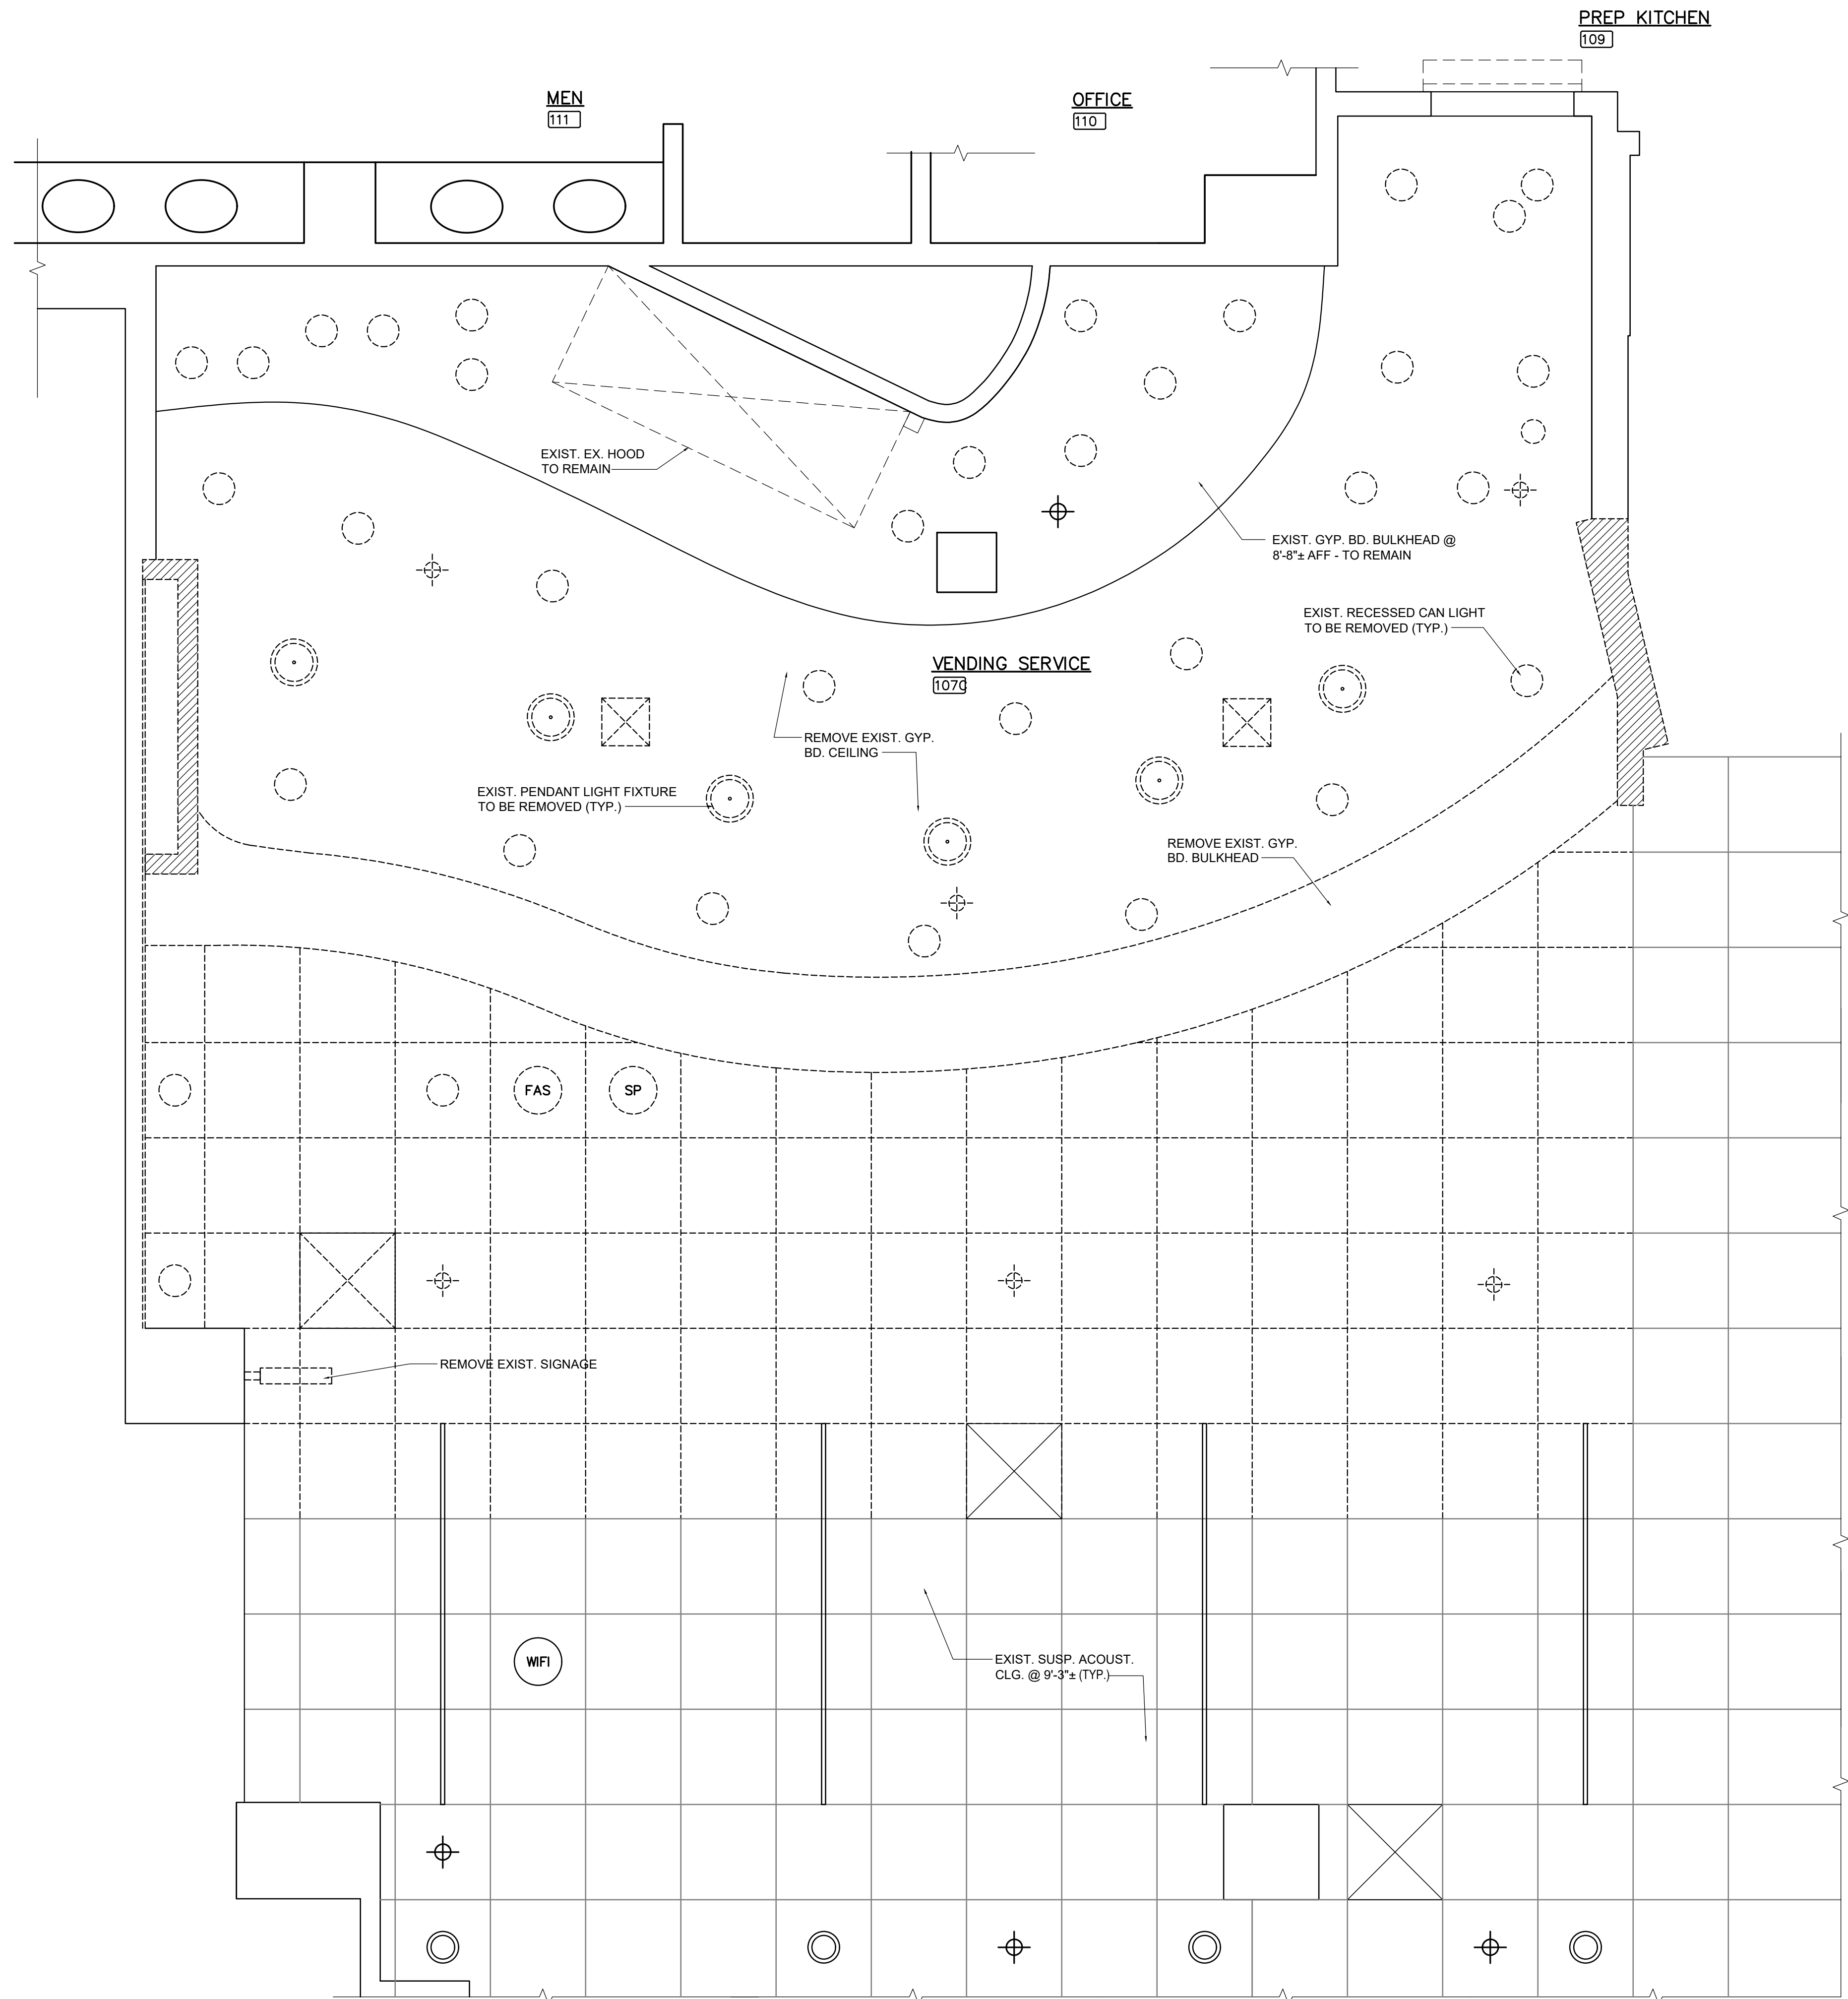 PREP KITCHEN
109
MEN
111
OFFICE
110
EXIST. EX. HOOD
TO REMAIN
EXIST. GYP. BD. BULKHEAD @
8'-8"± AFF - TO REMAIN
EXIST. RECESSED CAN LIGHT
TO BE REMOVED (TYP.)
VENDING SERVICE
107C
REMOVE EXIST. GYP.
BD. CEILING
EXIST. PENDANT LIGHT FIXTURE
TO BE REMOVED (TYP.)
REMOVE EXIST. GYP.
BD. BULKHEAD
FAS
SP
REMOVE EXIST. SIGNAGE
WIFI
EXIST. SUSP. ACOUST.
CLG. @ 9'-3"± (TYP.)